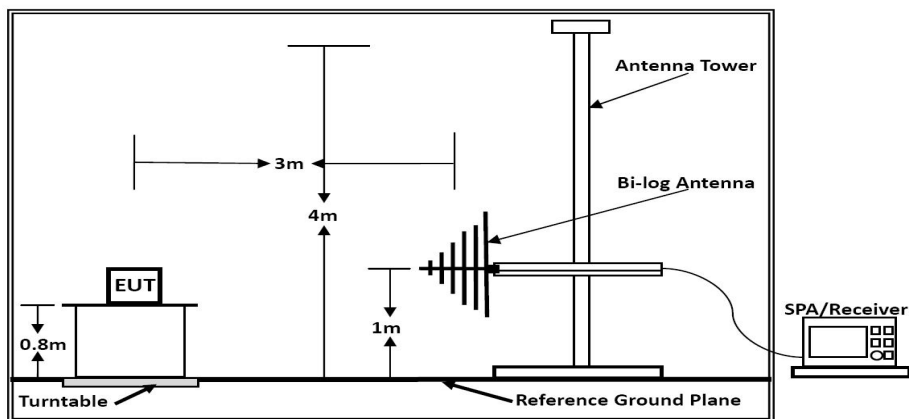 Antenna Tower
3m
Bi-log Antenna
4m
EUT
SPA/Receiver
0.8m
1m
Turntable
Reference Ground Plane